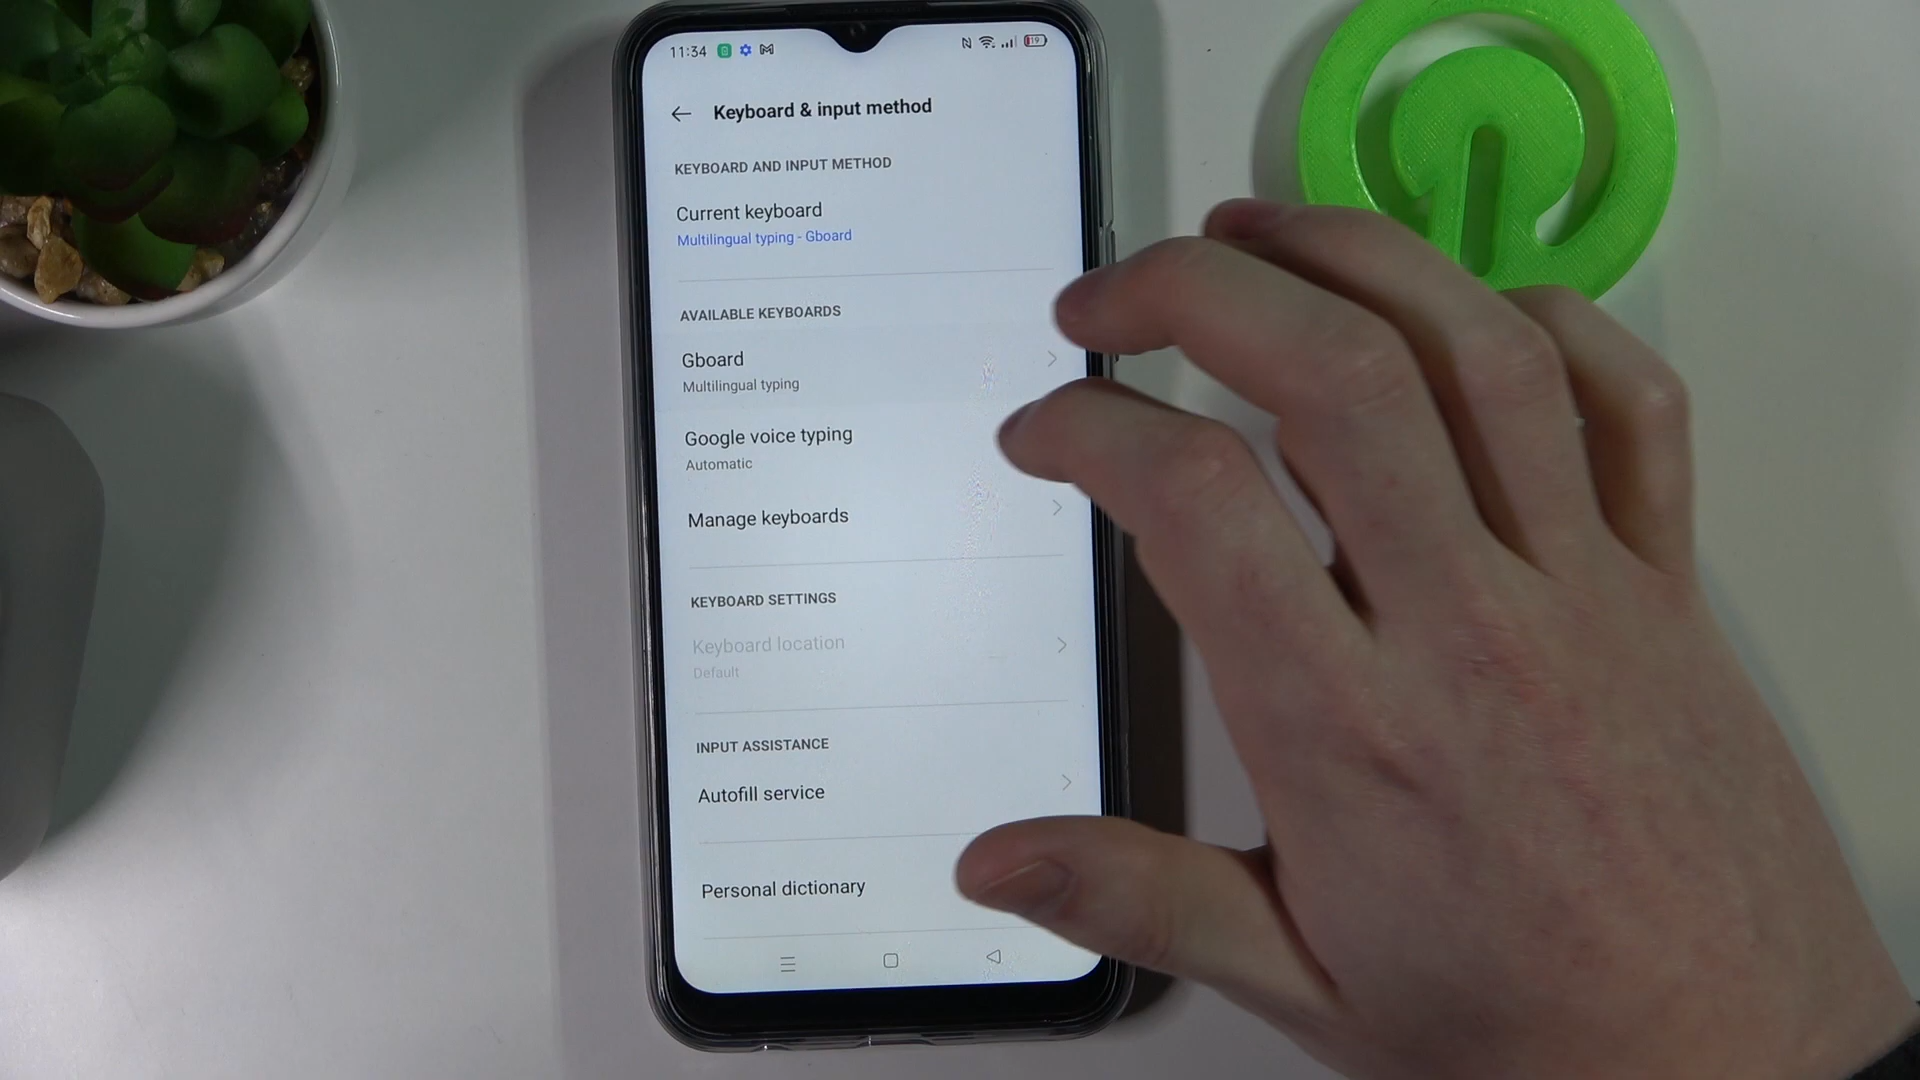 11:34
19
Keyboard & input method
KEYBOARD AND INPUT METHOD
Current keyboard
Multilingual typing - Gboard
AVAILABLE KEYBOARDS
Gboard
Multilingual typing
Google voice typing
Automatic
Manage keyboards
KEYBOARD SETTINGS
Keyboard location
Default
INPUT ASSISTANCE
Autofill service
Personal dictionary